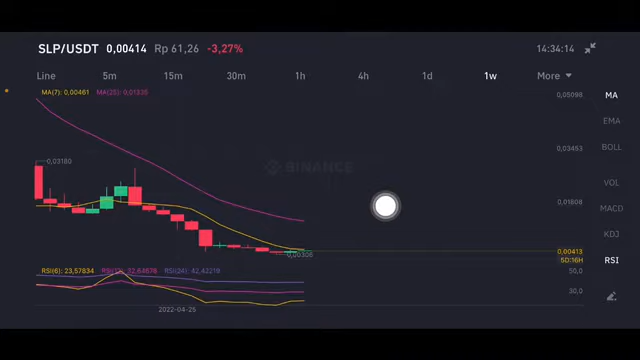 SLP/USDT 0,00414 Rp 61,26 -3,27% 14:34:14
Line 5m 15m 30m 1h 4h 1d 1w More
MA(7): 0,00461 MA(25): 0,01335
0,05098
MA
EMA
0,03453
BOLL
0,03180
BINANCE
VOL
0,01808
MACD
KDJ
0,00413
0,00306
5D:16H
RSI
RSI(6): 23,57834 32,64676 RSI(24): 42,42219
50,0
30,0
2022-04-25